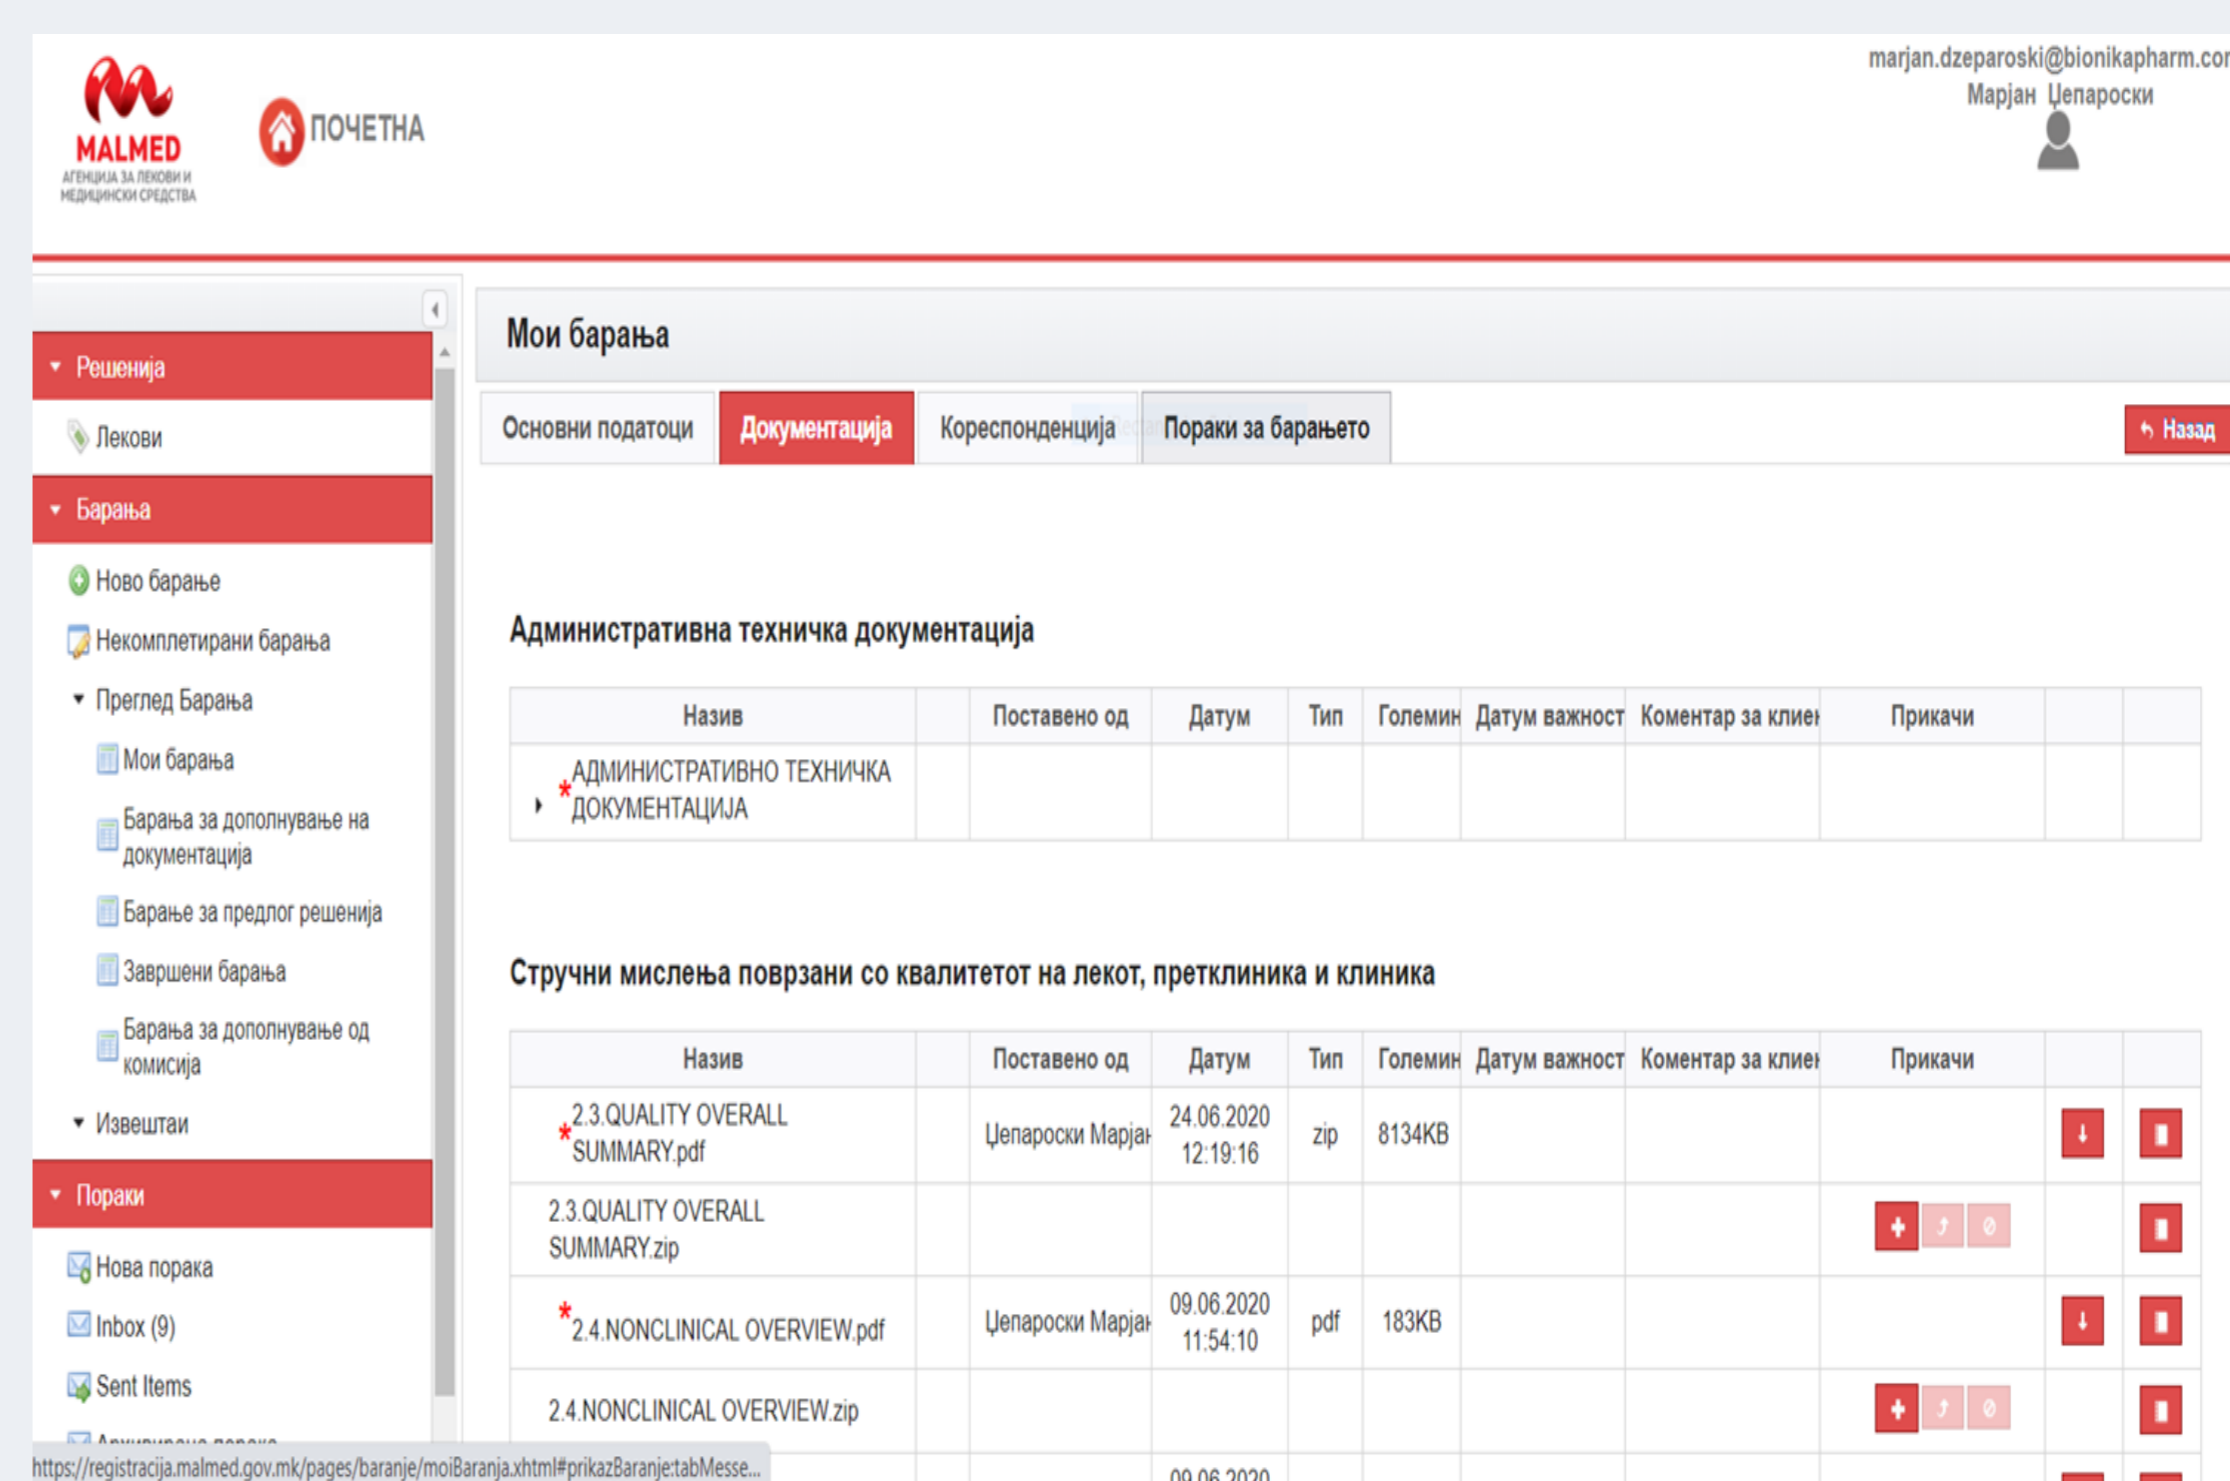 marjan.dzeparoski@bionikapharm.com
Марјан Џепароски
MALMED
АГЕНЦИЈА ЗА ЛЕКОВИ И
МЕДИЦИНСКИ СРЕДСТВА
ПОЧЕТНА
Решенија
Лекови
Барања
Ново барање
Некомплетирани барања
Преглед Барања
Мои барања
Барања за дополнување на
документација
Барање за предлог решенија
Завршени барања
Барања за дополнување од
комисија
Извештаи
Пораки
Нова порака
Inbox (9)
Sent Items
https://registracija.malmed.gov.mk/pages/baranje/moiBaranja.xhtml#prikazBaranje:tabMesse...
Мои барања
Основни податоци Документација Кореспонденција Пораки за барањето Назад
Административна техничка документација
Назив Поставено од Датум Тип Големин Датум важност Коментар за клиен Прикачи
*АДМИНИСТРАТИВНО ТЕХНИЧКА
ДОКУМЕНТАЦИЈА
Стручни мислења поврзани со квалитетот на лекот, претклиника и клиника
Назив Поставено од Датум Тип Големин Датум важност Коментар за клиен Прикачи
*2.3.QUALITY OVERALL
SUMMARY.pdf
Џепароски Марјан
24.06.2020
12:19:16
zip 8134KB
2.3.QUALITY OVERALL
SUMMARY.zip
*2.4.NONCLINICAL OVERVIEW.pdf
Џепароски Марјан
09.06.2020
11:54:10
pdf 183KB
2.4.NONCLINICAL OVERVIEW.zip
09.06.2020